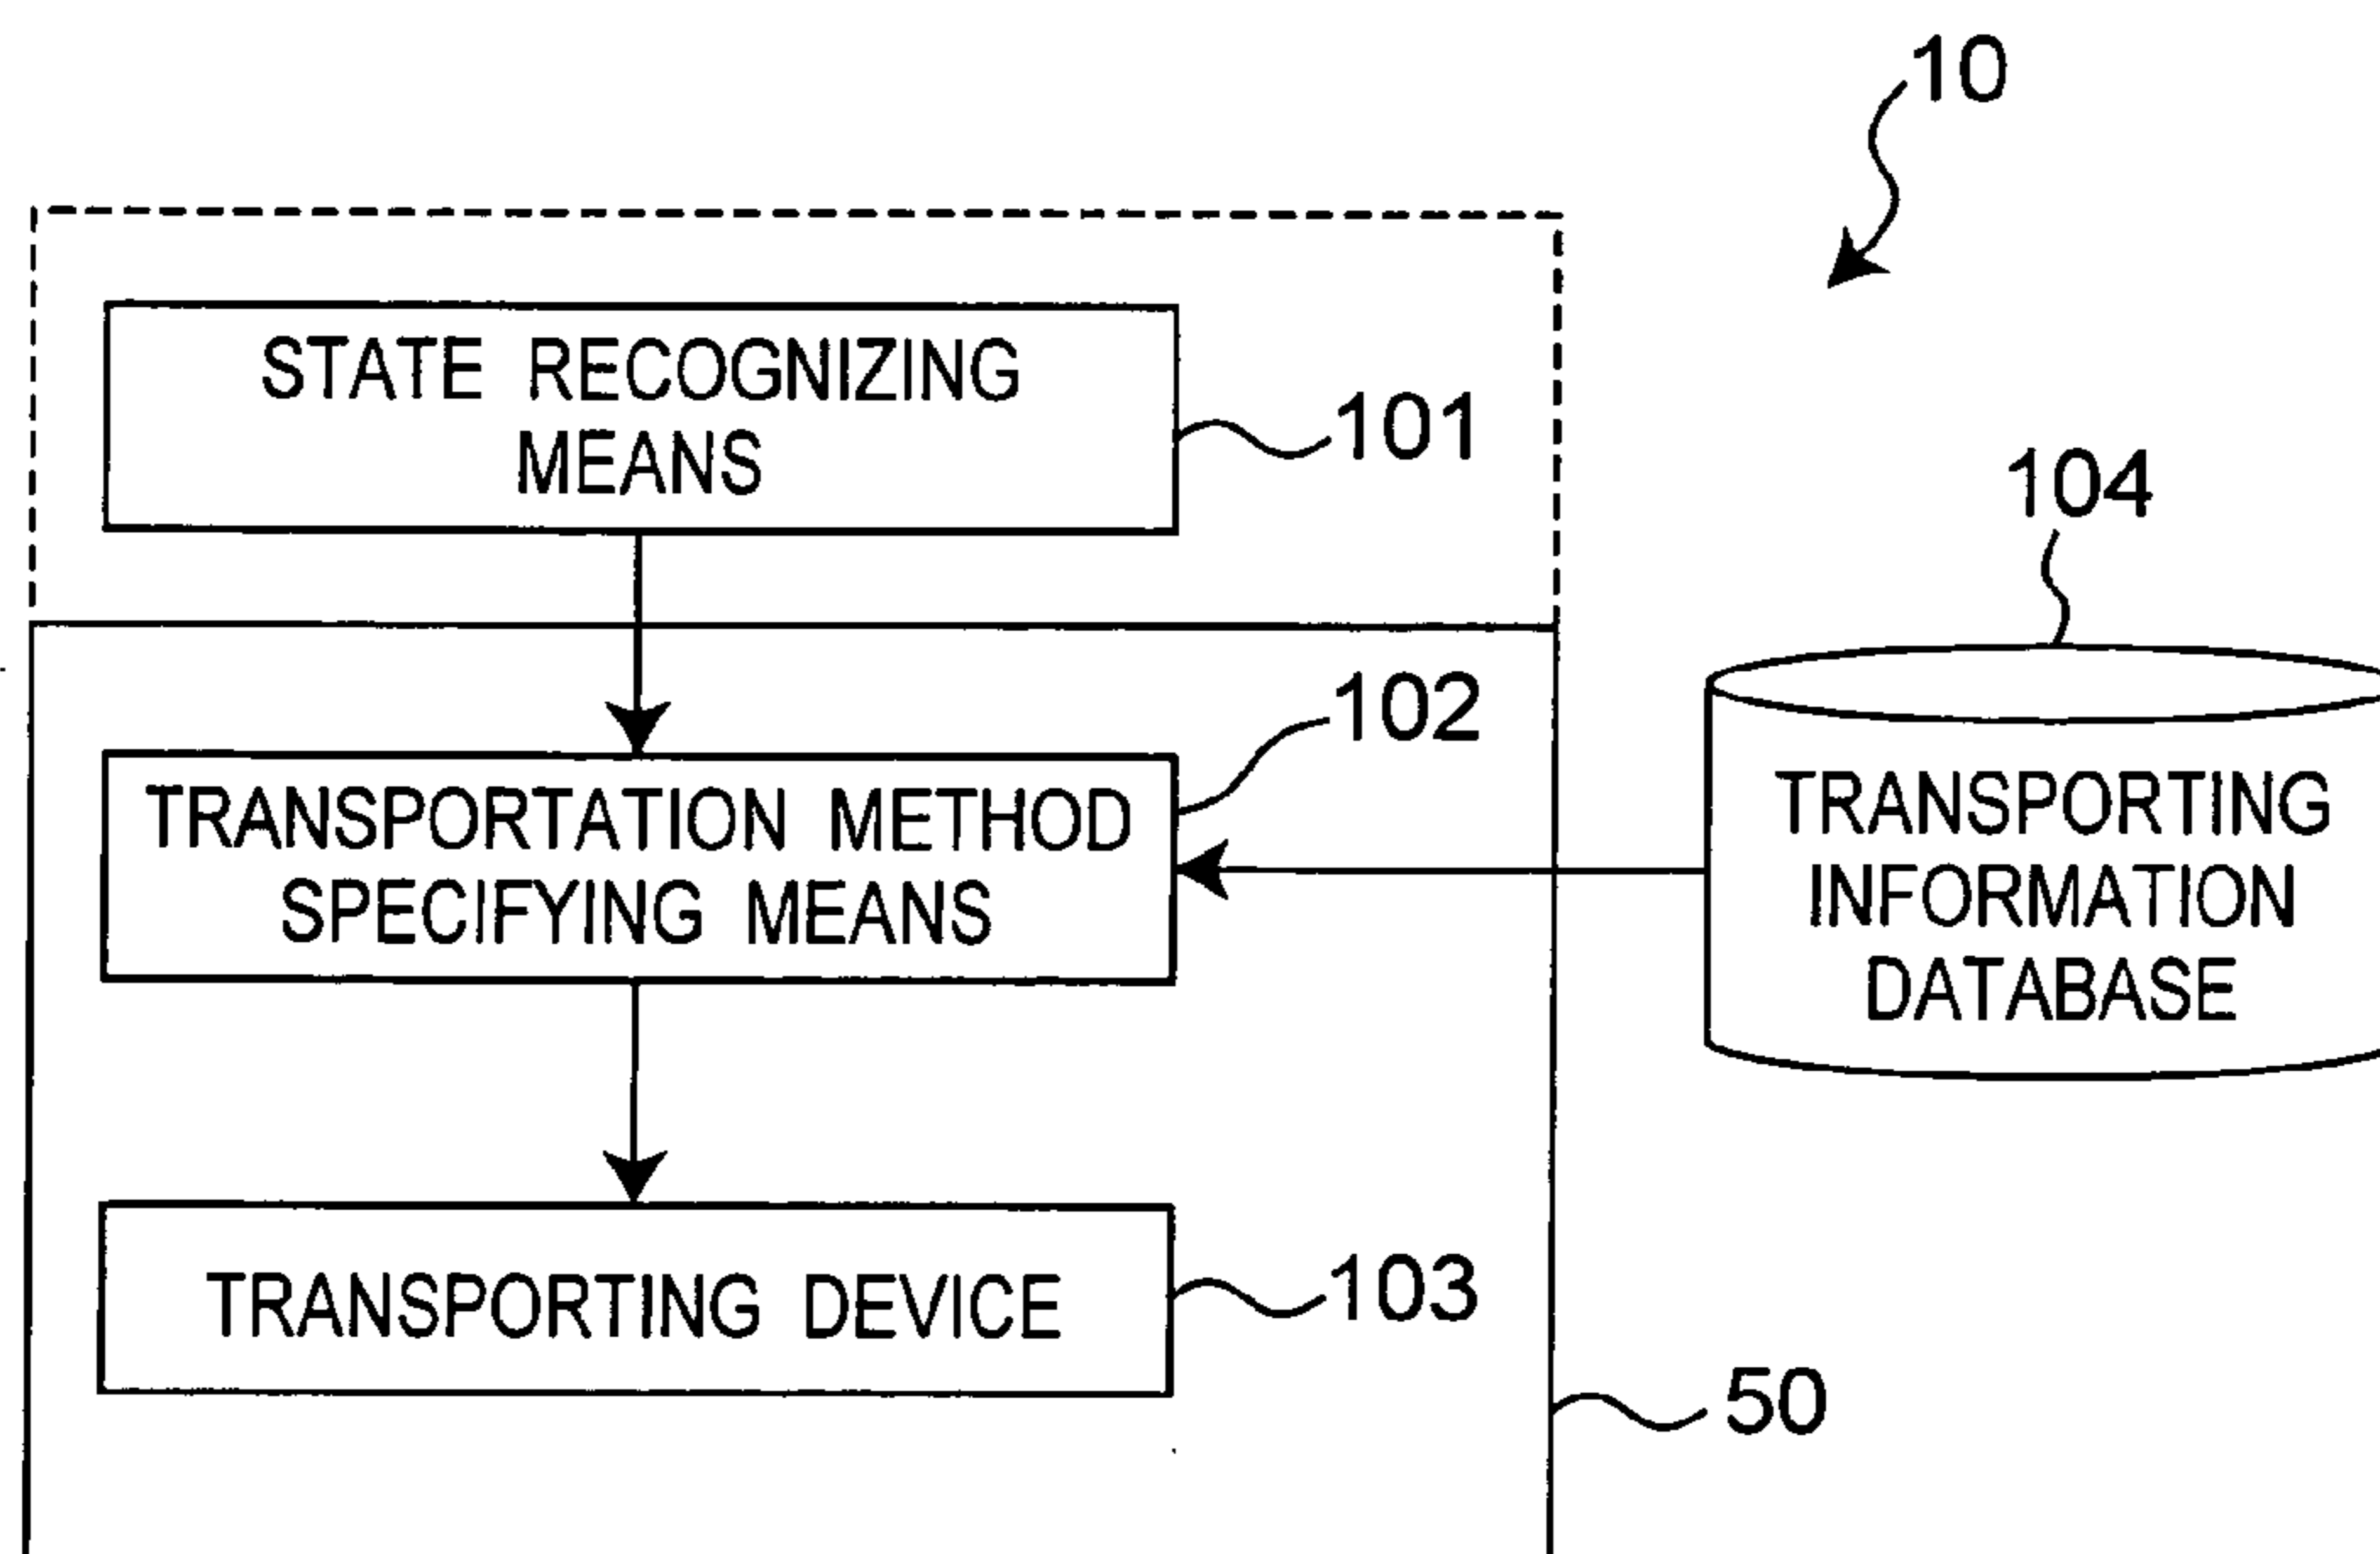 10
STATE RECOGNIZING
MEANS
101
104
102
TRANSPORTATION METHOD
SPECIFYING MEANS
TRANSPORTING
INFORMATION
DATABASE
TRANSPORTING DEVICE
103
50